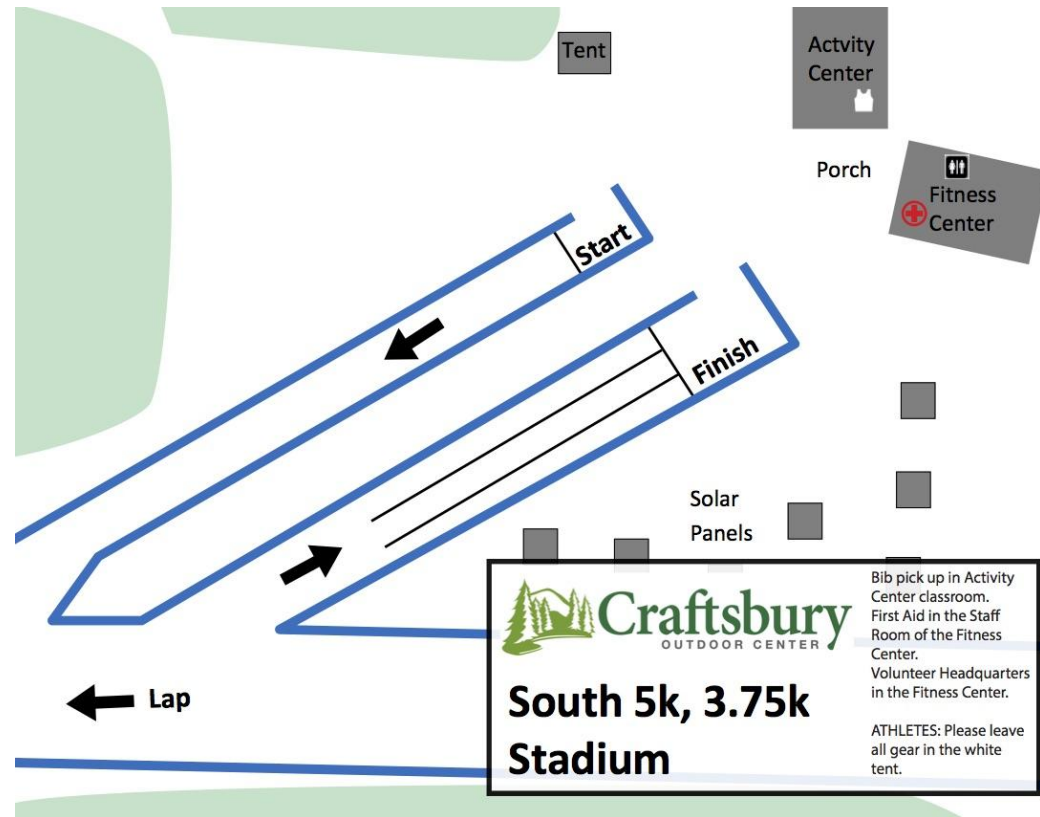 Tent
Actvity
Center
Porch
Fitness
Center
Start
Finish
Solar
Panels
Lap
Craftsbury
OUTDOOR CENTER
South 5k, 3.75k
Stadium
Bib pick up in Activity
Center classroom.
First Aid in the Staff
Room of the Fitness
Center.
Volunteer Headquarters
in the Fitness Center.
ATHLETES: Please leave
all gear in the white
tent.